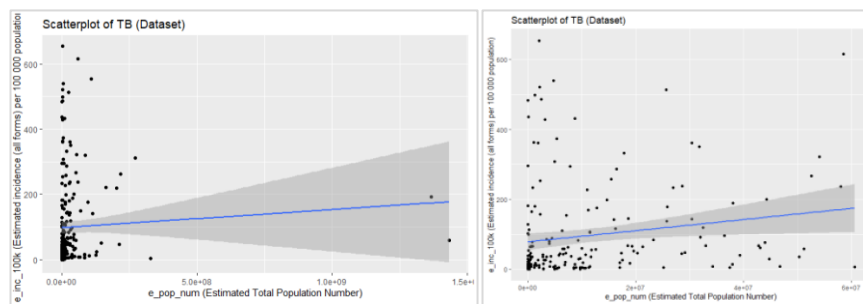 Scatterplot of TB (Dataset)
e_inc_100k (Estimated incidence (all forms) per 100 000 population)
600
400
200
0
0.0e+00
5.0e+08
1.0e+09
1.5e+
e_pop_num (Estimated Total Population Number)
Scatterplot of TB (Dataset)
e_inc_100k (Estimated incidence (all forms) per 100 000 population)
600
400
200
0
0e+00
2e+07
4e+07
6e+07
e_pop_num (Estimated Total Population Number)